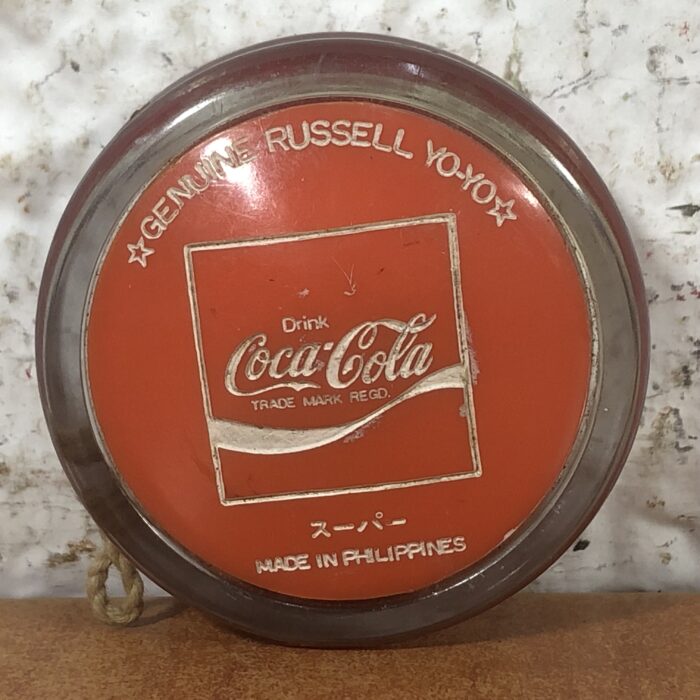 ☆GENUINE RUSSELL YO-YO☆
Drink
Coca-Cola
TRADE MARK REGD.
スーパー
MADE IN PHILIPPINES